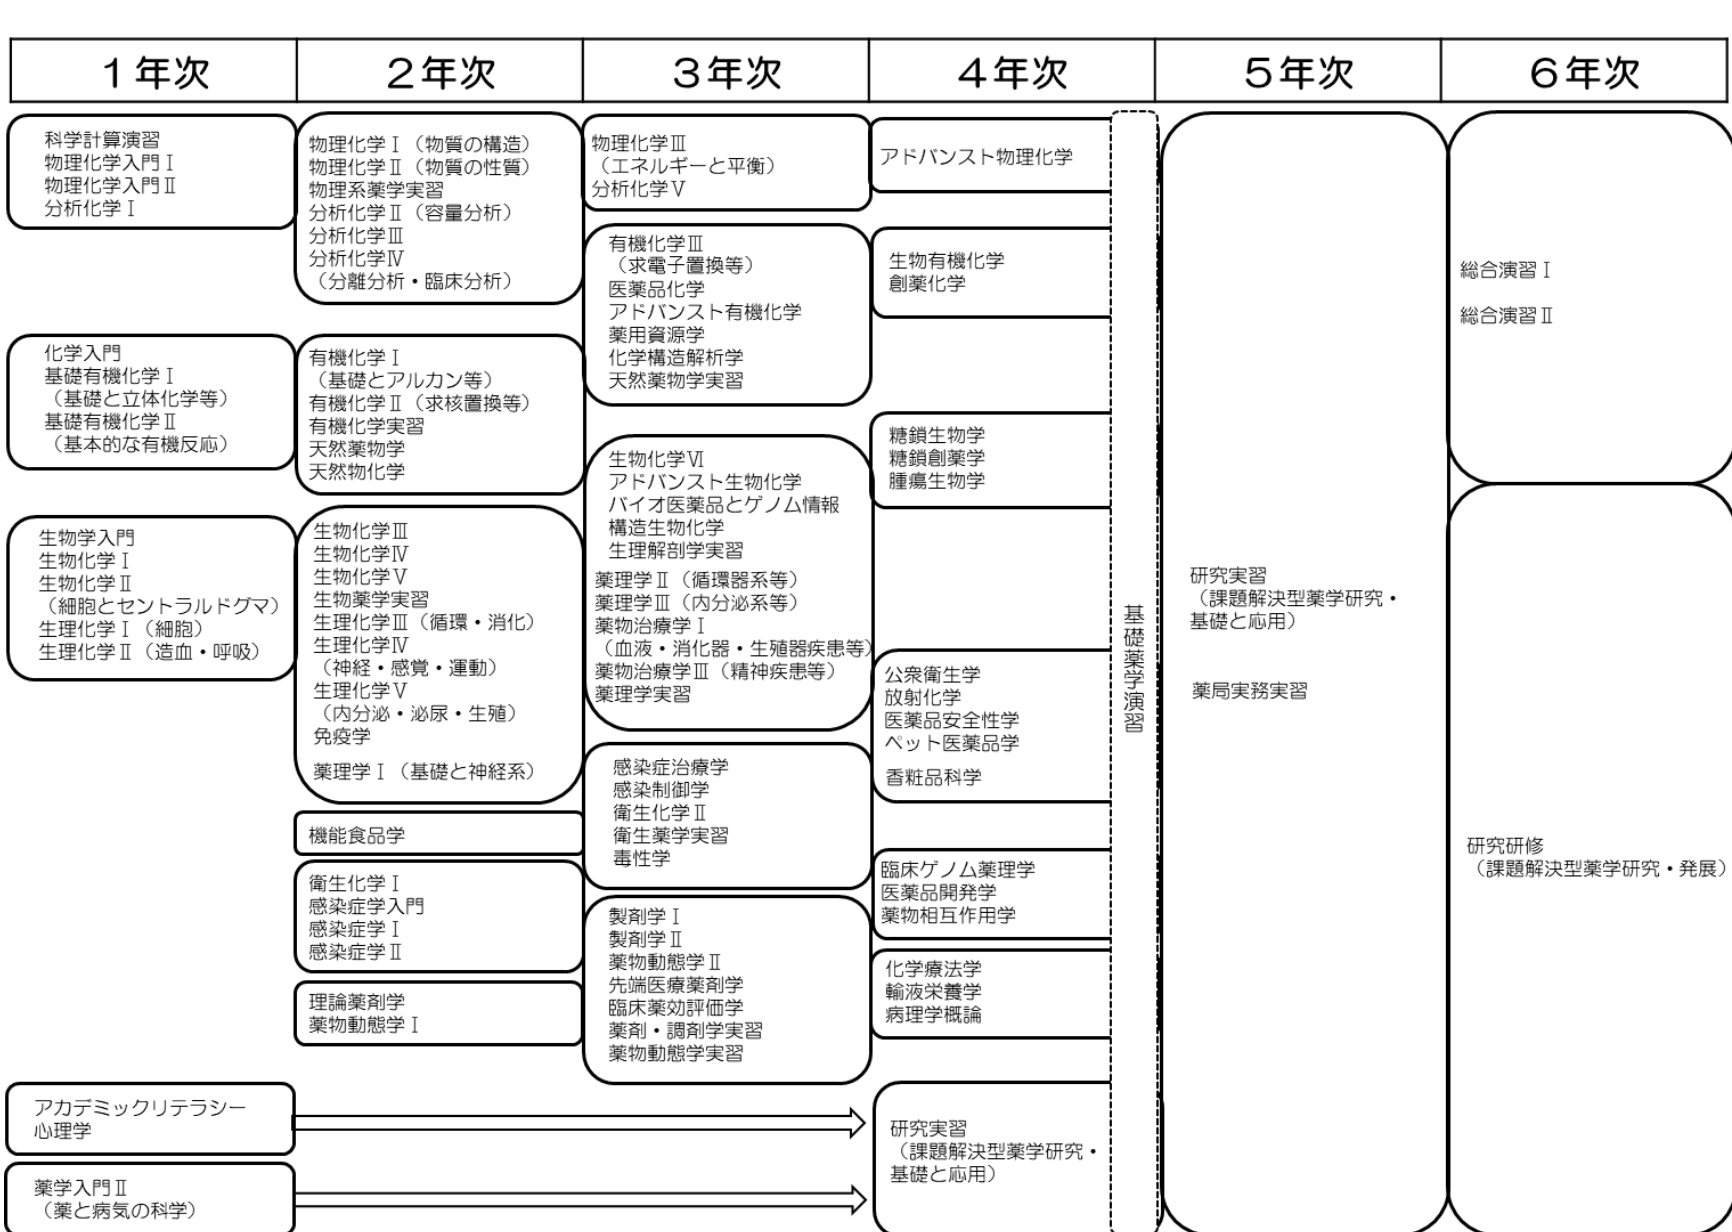 １年次
２年次
３年次
４年次
５年次
６年次
科学計算演習
物理化学入門Ⅰ
物理化学入門Ⅱ
分析化学Ⅰ
化学入門
基礎有機化学Ⅰ
（基礎と立体化学等）
基礎有機化学Ⅱ
（基本的な有機反応）
生物学入門
生物化学Ⅰ
生物化学Ⅱ
（細胞とセントラルドグマ）
生理化学Ⅰ（細胞）
生理化学Ⅱ（造血・呼吸）
アカデミックリテラシー
心理学
薬学入門Ⅱ
（薬と病気の科学）
物理化学Ⅰ（物質の構造）
物理化学Ⅱ（物質の性質）
物理系薬学実習
分析化学Ⅱ（容量分析）
分析化学Ⅲ
分析化学Ⅳ
（分離分析・臨床分析）
有機化学Ⅰ
（基礎とアルカン等）
有機化学Ⅱ（求核置換等）
有機化学実習
天然薬物学
天然物化学
生物化学Ⅲ
生物化学Ⅳ
生物化学Ⅴ
生物薬学実習
生理化学Ⅲ（循環・消化）
生理化学Ⅳ
（神経・感覚・運動）
生理化学Ⅴ
（内分泌・泌尿・生殖）
免疫学
薬理学Ⅰ（基礎と神経系）
機能食品学
衛生化学Ⅰ
感染症学入門
感染症学Ⅰ
感染症学Ⅱ
理論薬剤学
薬物動態学Ⅰ
物理化学Ⅲ
（エネルギーと平衡）
分析化学Ⅴ
有機化学Ⅲ
（求電子置換等）
医薬品化学
アドバンスト有機化学
薬用資源学
化学構造解析学
天然薬物学実習
生物化学Ⅵ
アドバンスト生物化学
バイオ医薬品とゲノム情報
構造生物化学
生理解剖学実習
薬理学Ⅱ（循環器系等）
薬理学Ⅲ（内分泌系等）
薬物治療学Ⅰ
（血液・消化器・生殖器疾患等）
薬物治療学Ⅲ（精神疾患等）
薬理学実習
感染症治療学
感染制御学
衛生化学Ⅱ
衛生薬学実習
毒性学
製剤学Ⅰ
製剤学Ⅱ
薬物動態学Ⅱ
先端医療薬剤学
臨床薬効評価学
薬剤・調剤学実習
薬物動態学実習
アドバンスト物理化学
生物有機化学
創薬化学
糖鎖生物学
糖鎖創薬学
腫瘍生物学
公衆衛生学
放射化学
医薬品安全性学
ペット医薬品学
香粧品科学
臨床ゲノム薬理学
医薬品開発学
薬物相互作用学
化学療法学
輸液栄養学
病理学概論
研究実習
（課題解決型薬学研究・
基礎と応用）
基礎薬学演習
研究実習
（課題解決型薬学研究・
基礎と応用）
薬局実務実習
総合演習Ⅰ
総合演習Ⅱ
研究研修
（課題解決型薬学研究・発展）